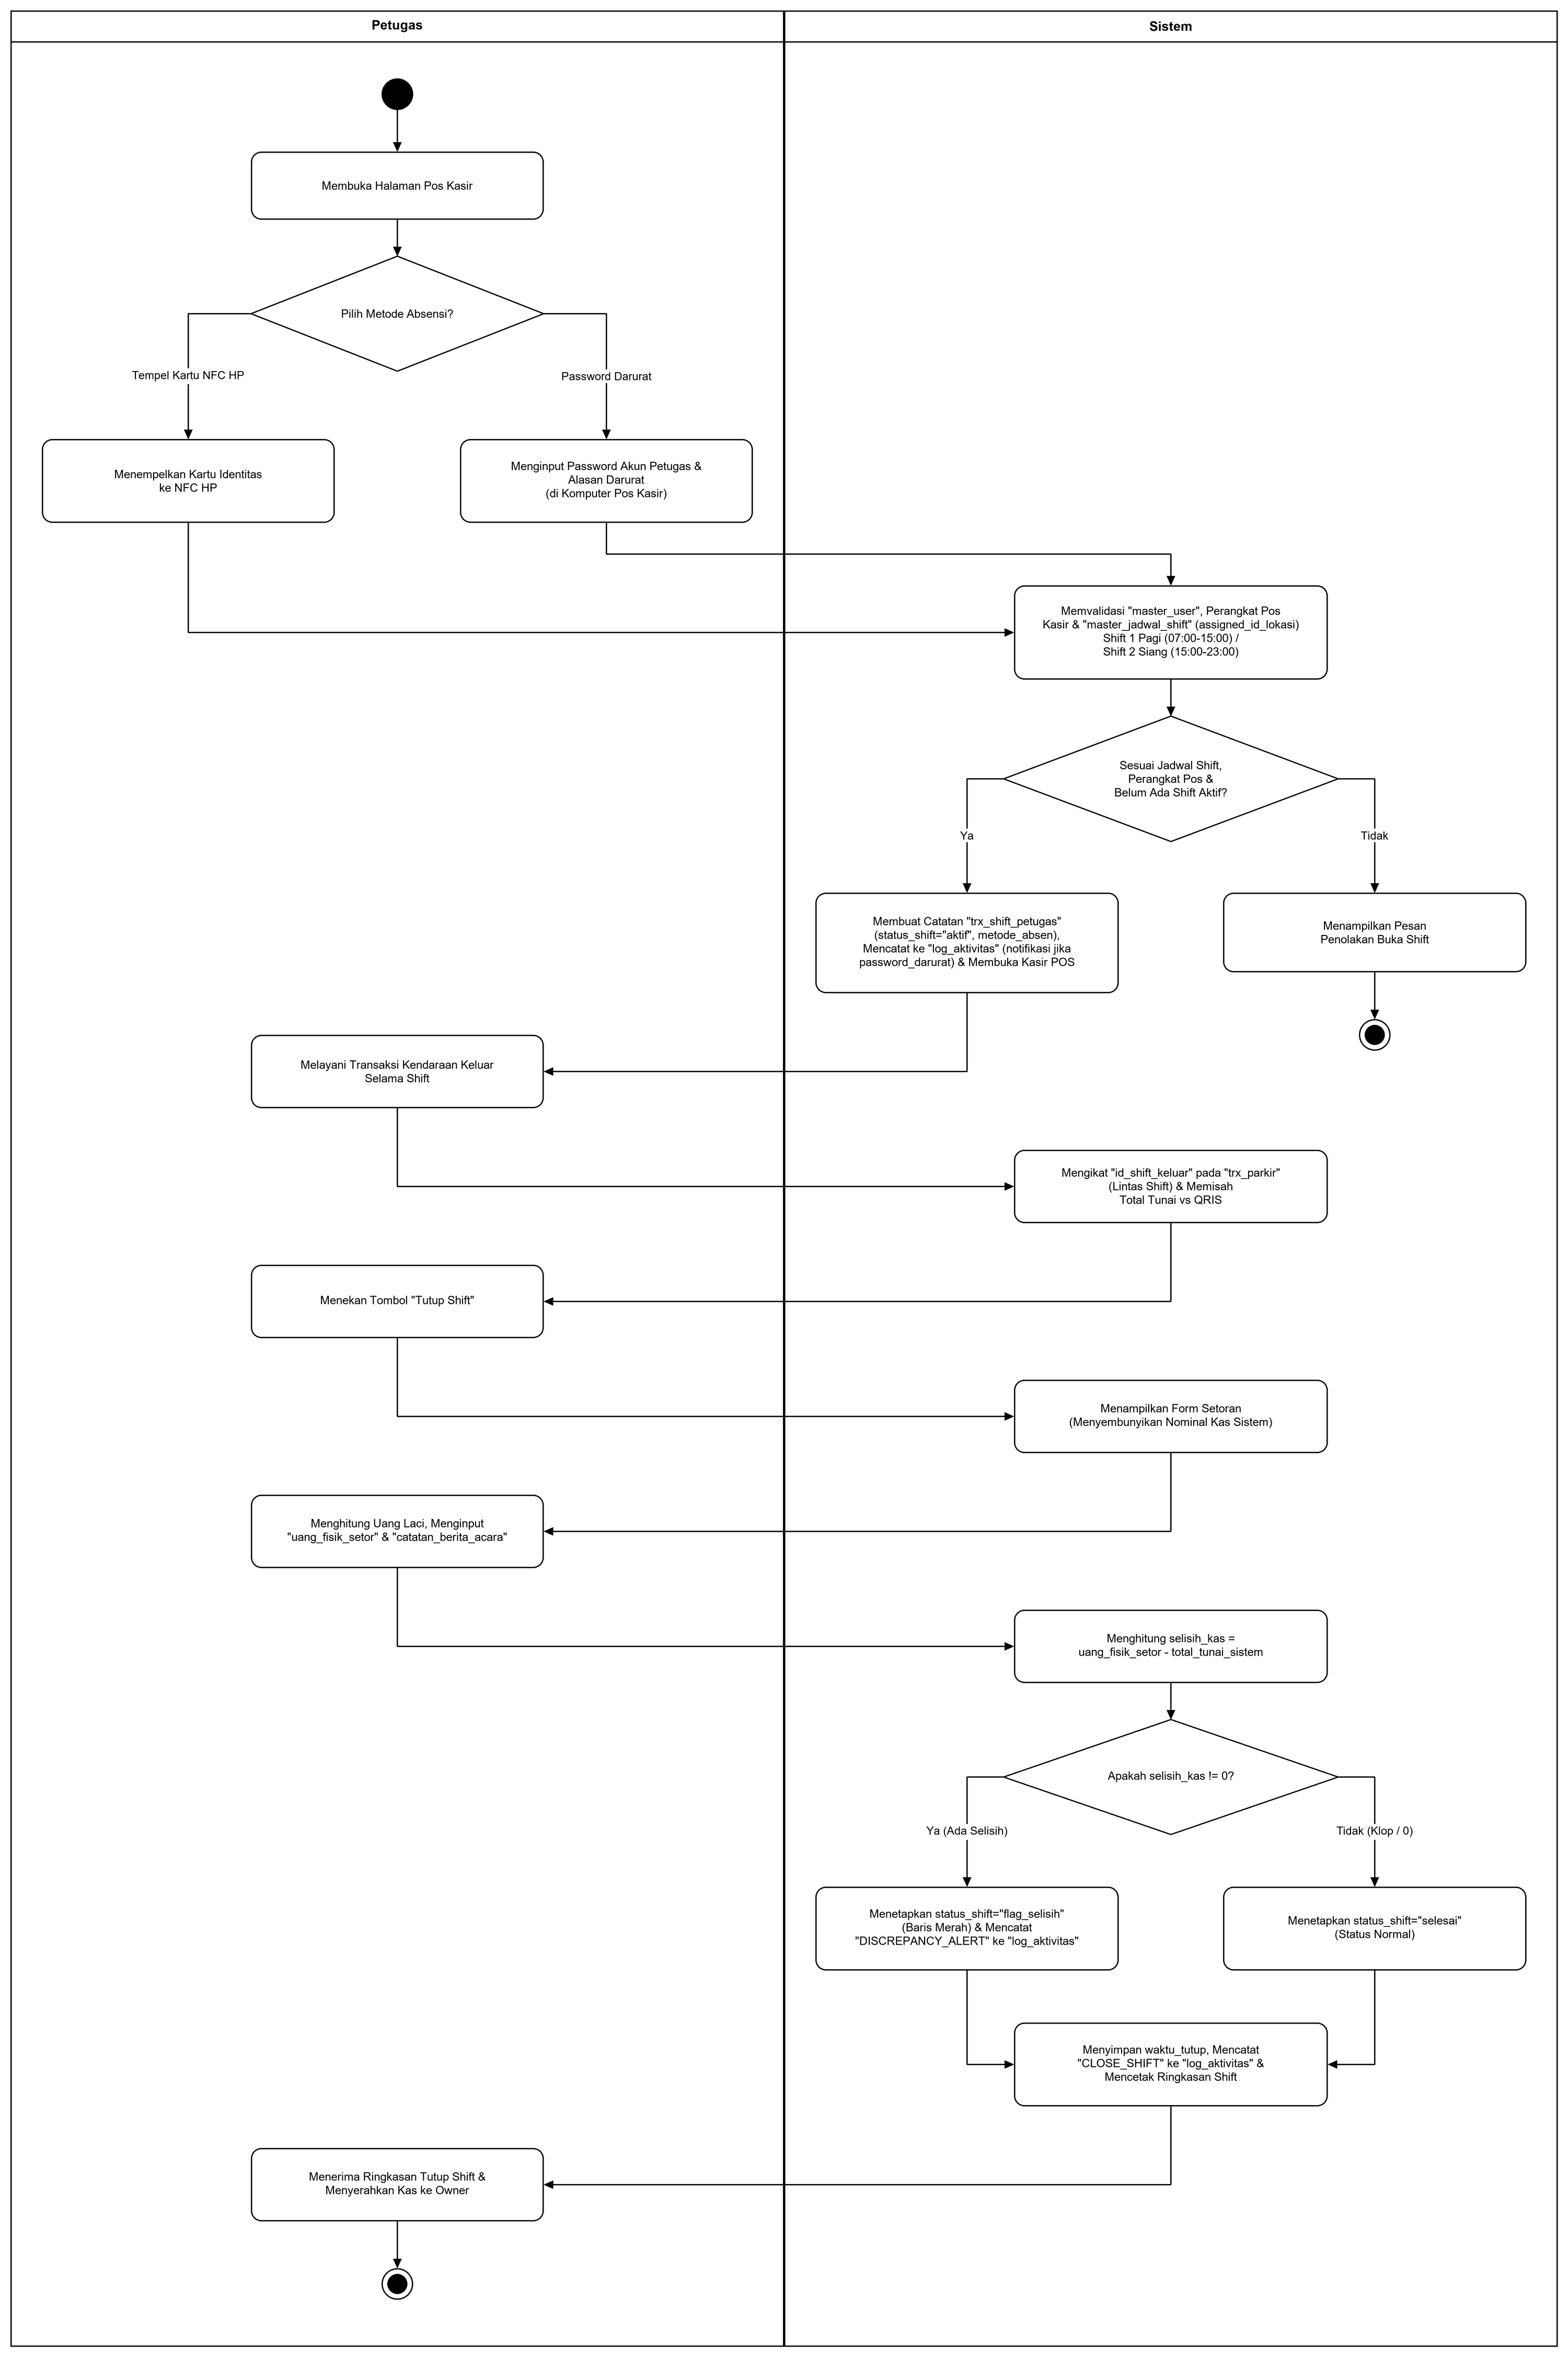 Petugas
Sistem
Membuka Halaman Pos Kasir
Pilih Metode Absensi?
Tempel Kartu NFC HP
Password Darurat
Menempelkan Kartu Identitas
ke NFC HP
Menginput Password Akun Petugas &
Alasan Darurat
(di Komputer Pos Kasir)
Memvalidasi "master_user", Perangkat Pos
Kasir & "master_jadwal_shift" (assigned_id_lokasi)
Shift 1 Pagi (07:00-15:00) /
Shift 2 Siang (15:00-23:00)
Sesuai Jadwal Shift,
Perangkat Pos &
Belum Ada Shift Aktif?
Ya
Tidak
Membuat Catatan "trx_shift_petugas"
(status_shift="aktif", metode_absen),
Mencatat ke "log_aktivitas" (notifikasi jika
password_darurat) & Membuka Kasir POS
Menampilkan Pesan
Penolakan Buka Shift
Melayani Transaksi Kendaraan Keluar
Selama Shift
Mengikat "id_shift_keluar" pada "trx_parkir"
(Lintas Shift) & Memisah
Total Tunai vs QRIS
Menekan Tombol "Tutup Shift"
Menampilkan Form Setoran
(Menyembunyikan Nominal Kas Sistem)
Menghitung Uang Laci, Menginput
"uang_fisik_setor" & "catatan_berita_acara"
Menghitung selisih_kas =
uang_fisik_setor - total_tunai_sistem
Apakah selisih_kas != 0?
Ya (Ada Selisih)
Tidak (Klop / 0)
Menetapkan status_shift="flag_selisih"
(Baris Merah) & Mencatat
"DISCREPANCY_ALERT" ke "log_aktivitas"
Menetapkan status_shift="selesai"
(Status Normal)
Menyimpan waktu_tutup, Mencatat
"CLOSE_SHIFT" ke "log_aktivitas" &
Mencetak Ringkasan Shift
Menerima Ringkasan Tutup Shift &
Menyerahkan Kas ke Owner